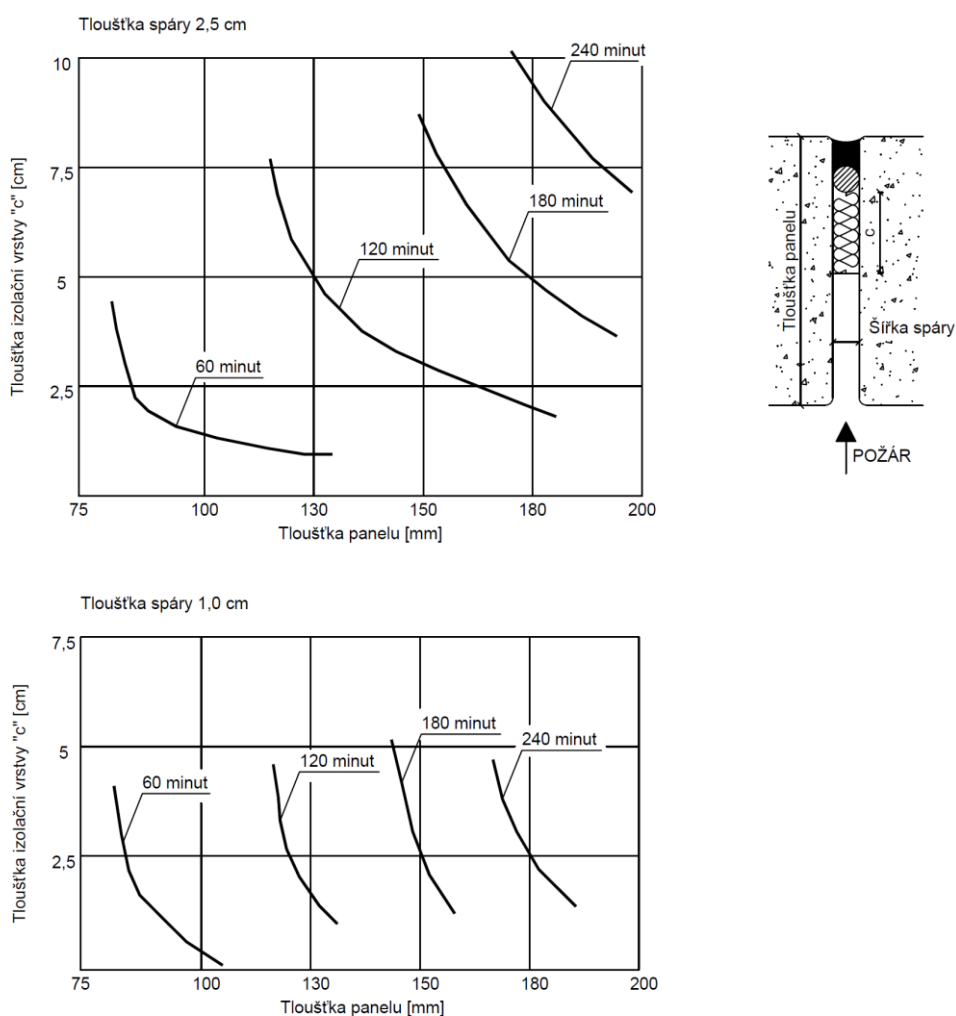 Tloušťka spáry 2,5 cm
Tloušťka izolační vrstvy "c" [cm]
10
7,5
5
2,5
240 minut
180 minut
120 minut
60 minut
75 100 130 150 180 200
Tloušťka panelu [mm]
Tloušťka panelu
c
Šířka spáry
POŽÁR
Tloušťka spáry 1,0 cm
Tloušťka izolační vrstvy "c" [cm]
7,5
5
2,5
180 minut
240 minut
120 minut
60 minut
75 100 130 150 180 200
Tloušťka panelu [mm]